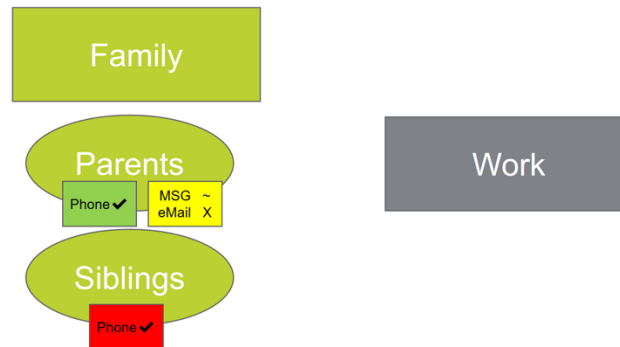 Family
Parents
Phone ✔
MSG ~
eMail X
Siblings
Phone ✔
Work